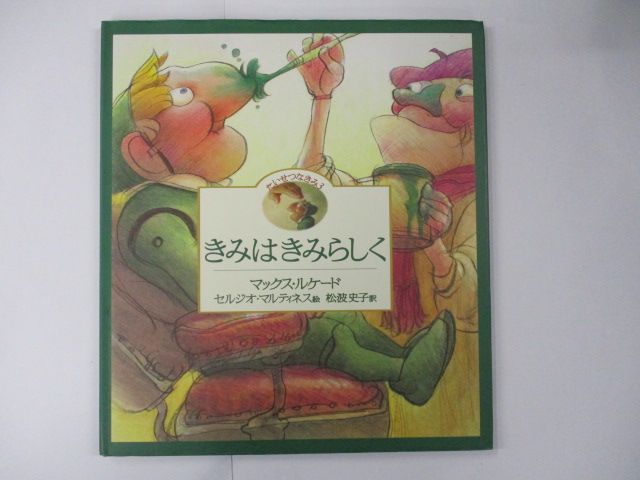 たいせつなきみ3
きみはきみらしく
マックス・ルケード
セルジオ・マルティネス絵 松波史子訳